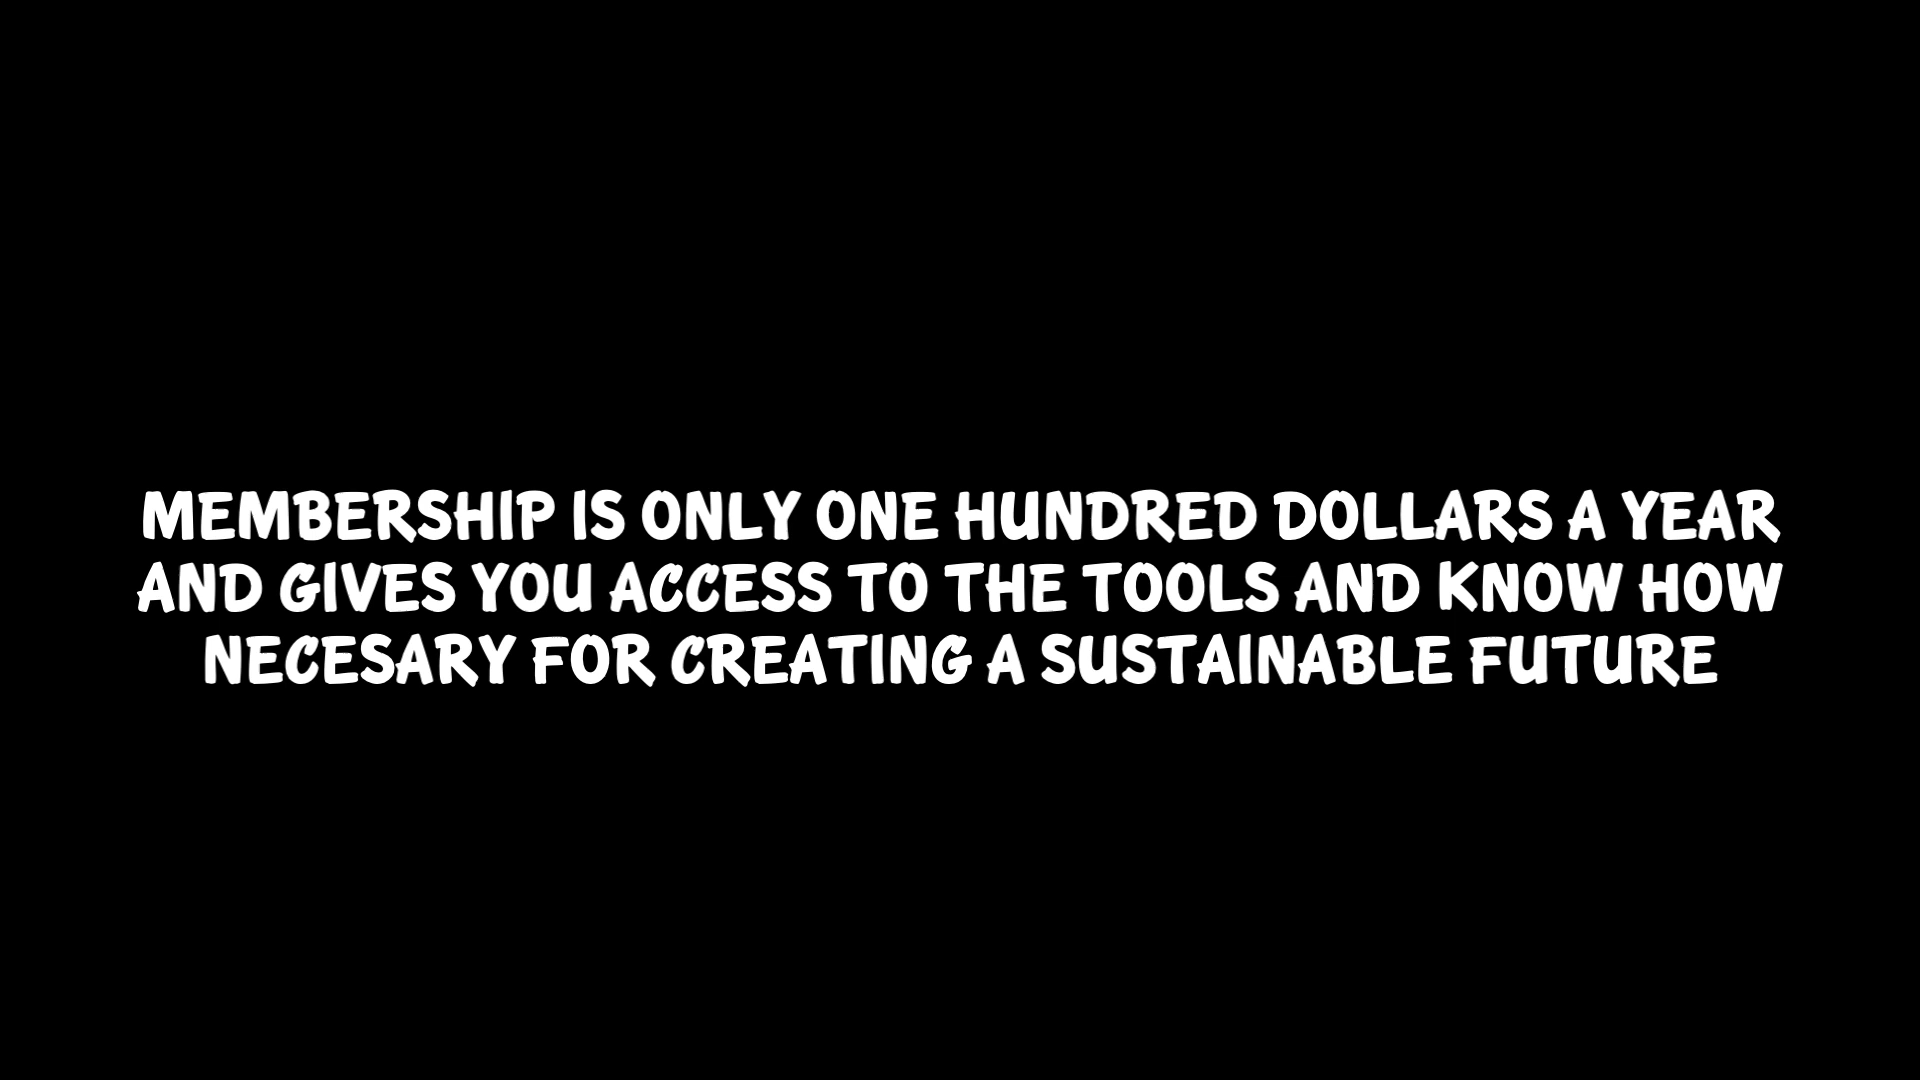 MEMBERSHIP IS ONLY ONE HUNDRED DOLLARS A YEAR
AND GIVES YOU ACCESS TO THE TOOLS AND KNOW HOW
NECESARY FOR CREATING A SUSTAINABLE FUTURE